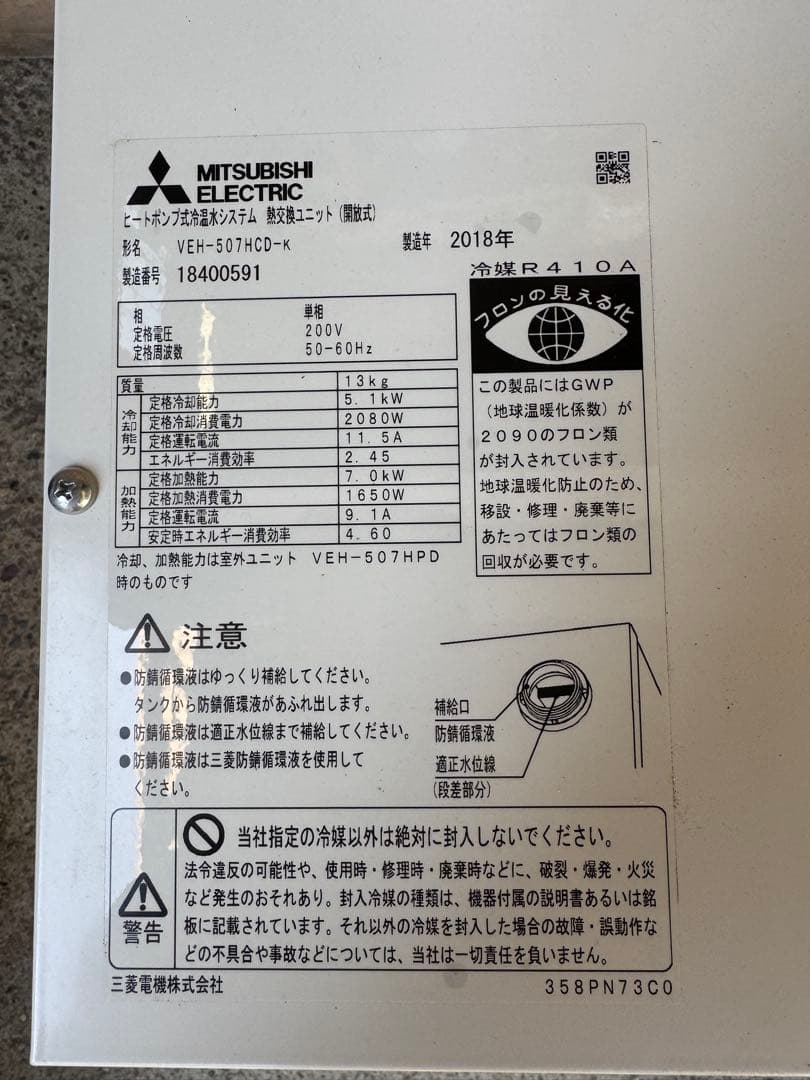 MITSUBISHI
ELECTRIC
ヒートポンプ式冷温水システム 熱交換ユニット(開放式)
形名 VEH-507HCD-K
製造年 2018年
製造番号 18400591
相 単相
定格電圧 200V
定格周波数 50-60Hz
質量 13kg
冷却能力
定格冷却能力 5.1kW
定格冷却消費電力 2080W
定格運転電流 11.5A
エネルギー消費効率 2.45
加熱能力
定格加熱能力 7.0kW
定格加熱消費電力 1650W
定格運転電流 9.1A
安定時エネルギー消費効率 4.60
冷却、加熱能力は室外ユニット VEH-507HPD
時のものです
冷媒R410A
フロンの見える化
この製品にはGWP
(地球温暖化係数)が
2090のフロン類
が封入されています。
地球温暖化防止のため、
移設・修理・廃棄等に
あたってはフロン類の
回収が必要です。
注意
●防錆循環液はゆっくり補給してください。
タンクから防錆循環液があふれ出します。
●防錆循環液は適正水位線まで補給してください。
●防錆循環液は三菱防錆循環液を使用して
ください。
補給口
防錆循環液
適正水位線
(段差部分)
警告
当社指定の冷媒以外は絶対に封入しないでください。
法令違反の可能性や、使用時・修理時・廃棄時などに、破裂・爆発・火災
など発生のおそれあり。封入冷媒の種類は、機器付属の説明書あるいは銘
板に記載されています。それ以外の冷媒を封入した場合の故障・誤動作な
どの不具合や事故などについては、当社は一切責任を負いません。
三菱電機株式会社
358PN73C0